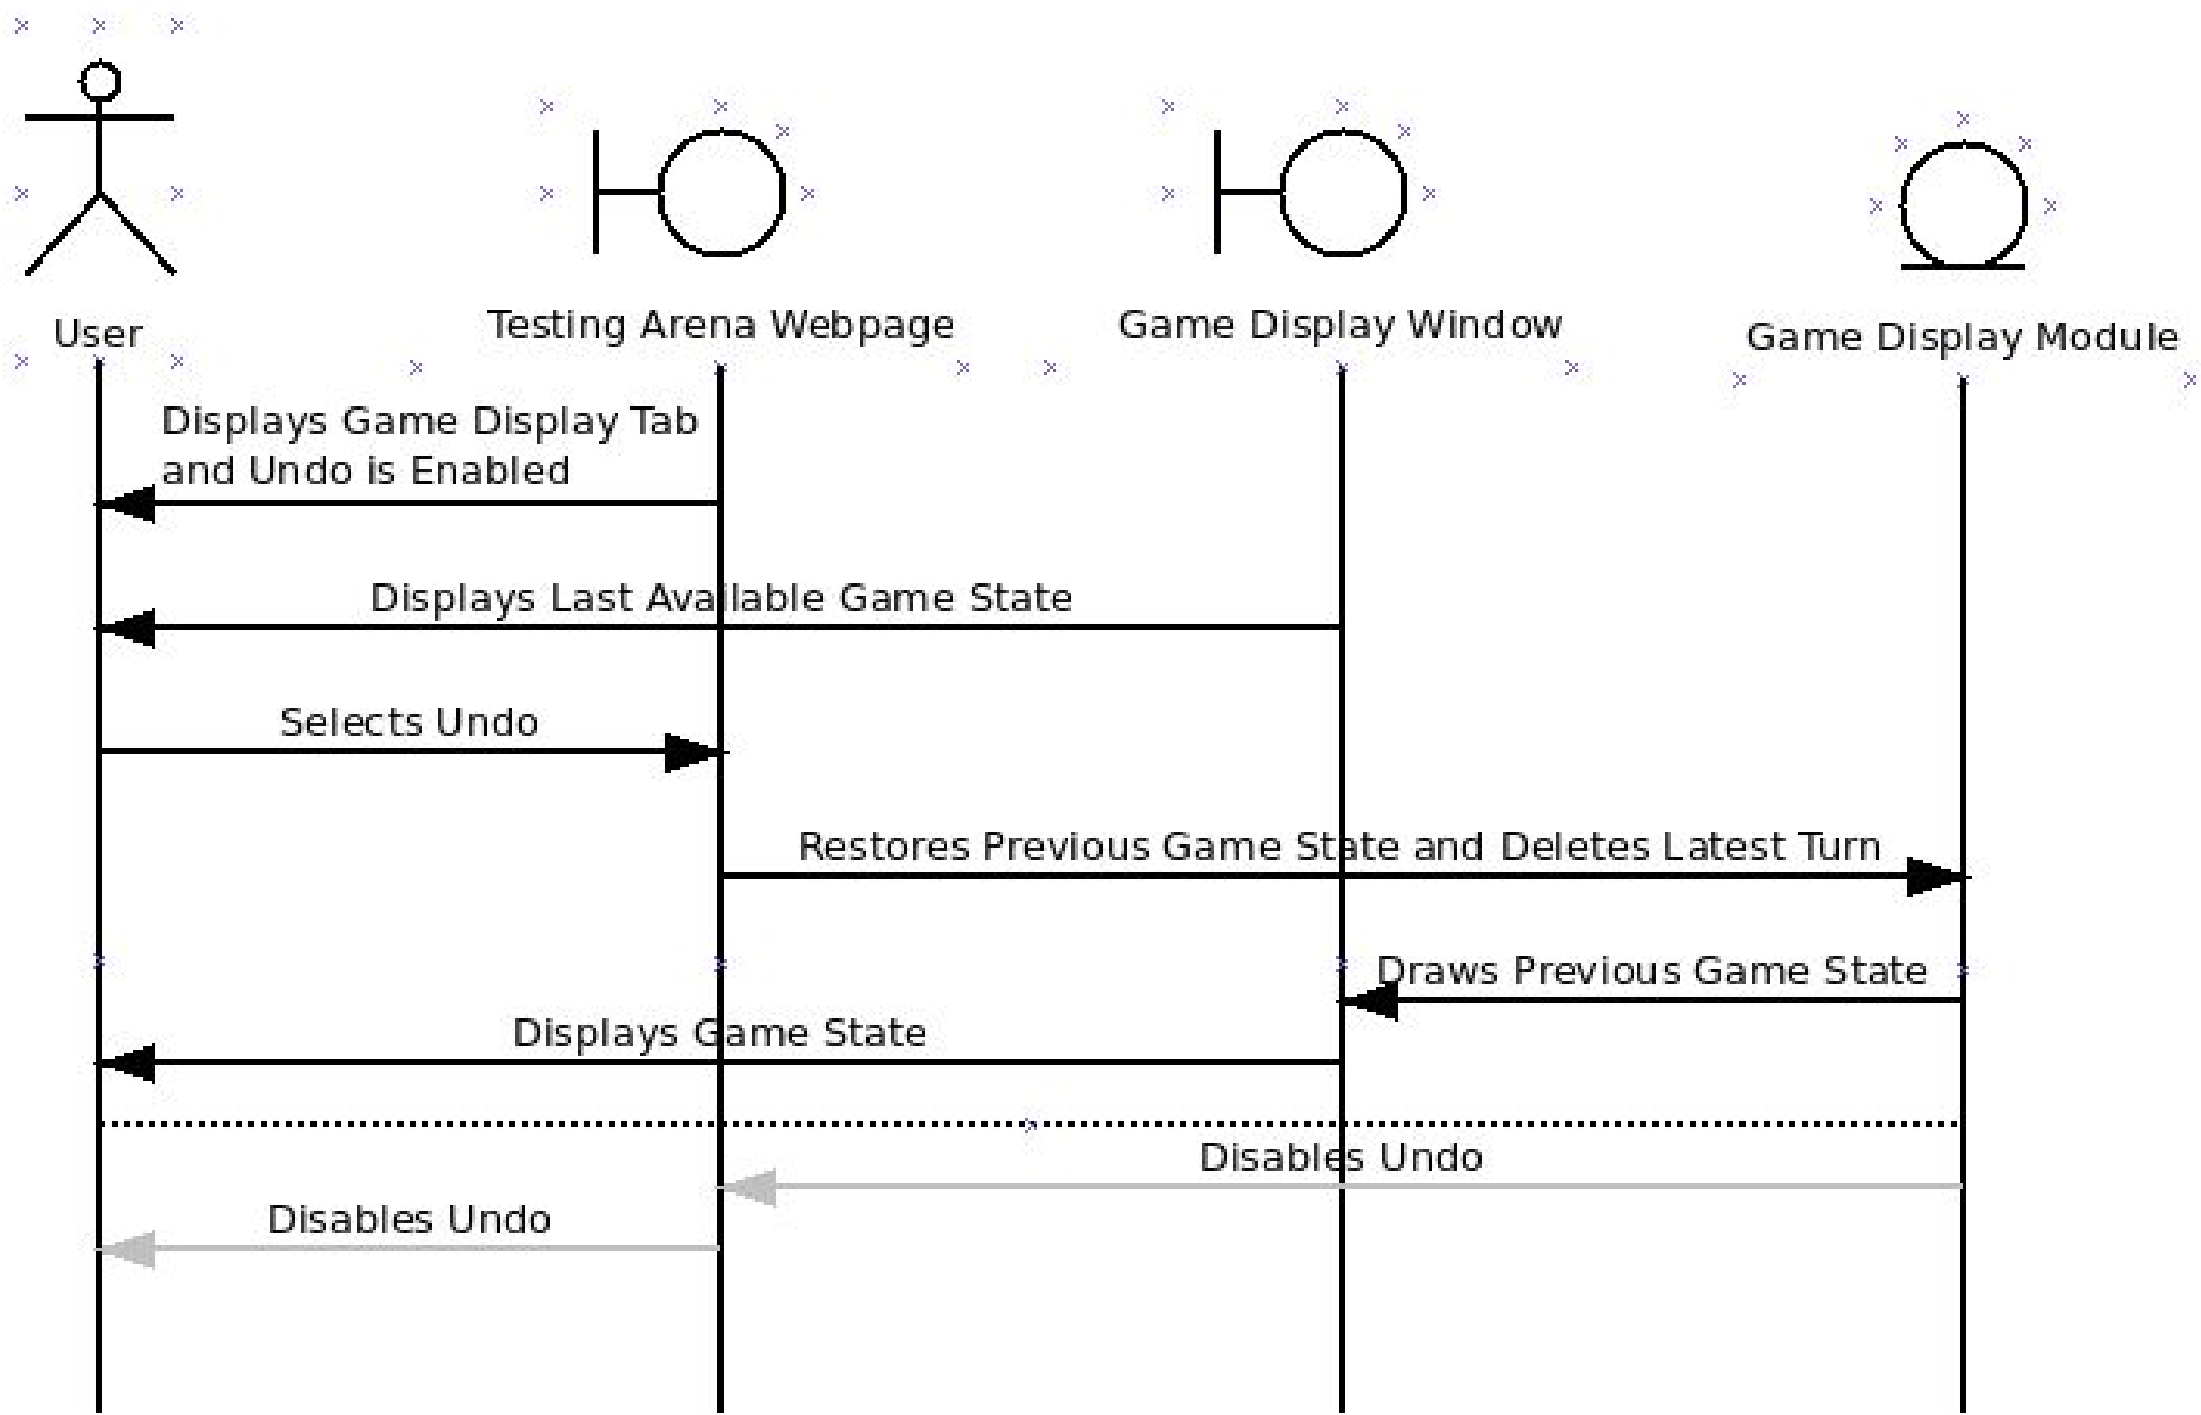 User
Testing Arena Webpage
Game Display Window
Game Display Module
Displays Game Display Tab
and Undo is Enabled
Displays Last Available Game State
Selects Undo
Restores Previous Game State and Deletes Latest Turn
Draws Previous Game State
Displays Game State
Disables Undo
Disables Undo